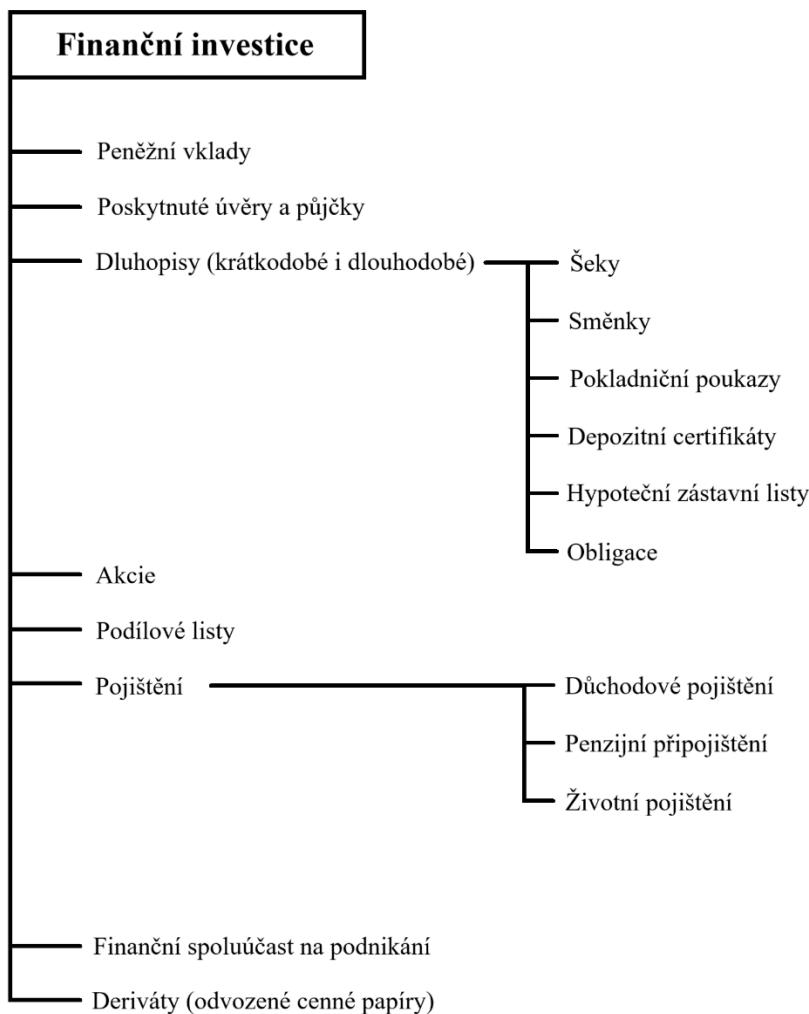 Finanční investice
Peněžní vklady
Poskytnuté úvěry a půjčky
Dluhopisy (krátkodobé i dlouhodobé)
Šeky
Směnky
Pokladniční poukazy
Depozitní certifikáty
Hypoteční zástavní listy
Obligace
Akcie
Podílové listy
Pojištění
Důchodové pojištění
Penzijní připojištění
Životní pojištění
Finanční spoluúčast na podnikání
Deriváty (odvozené cenné papíry)